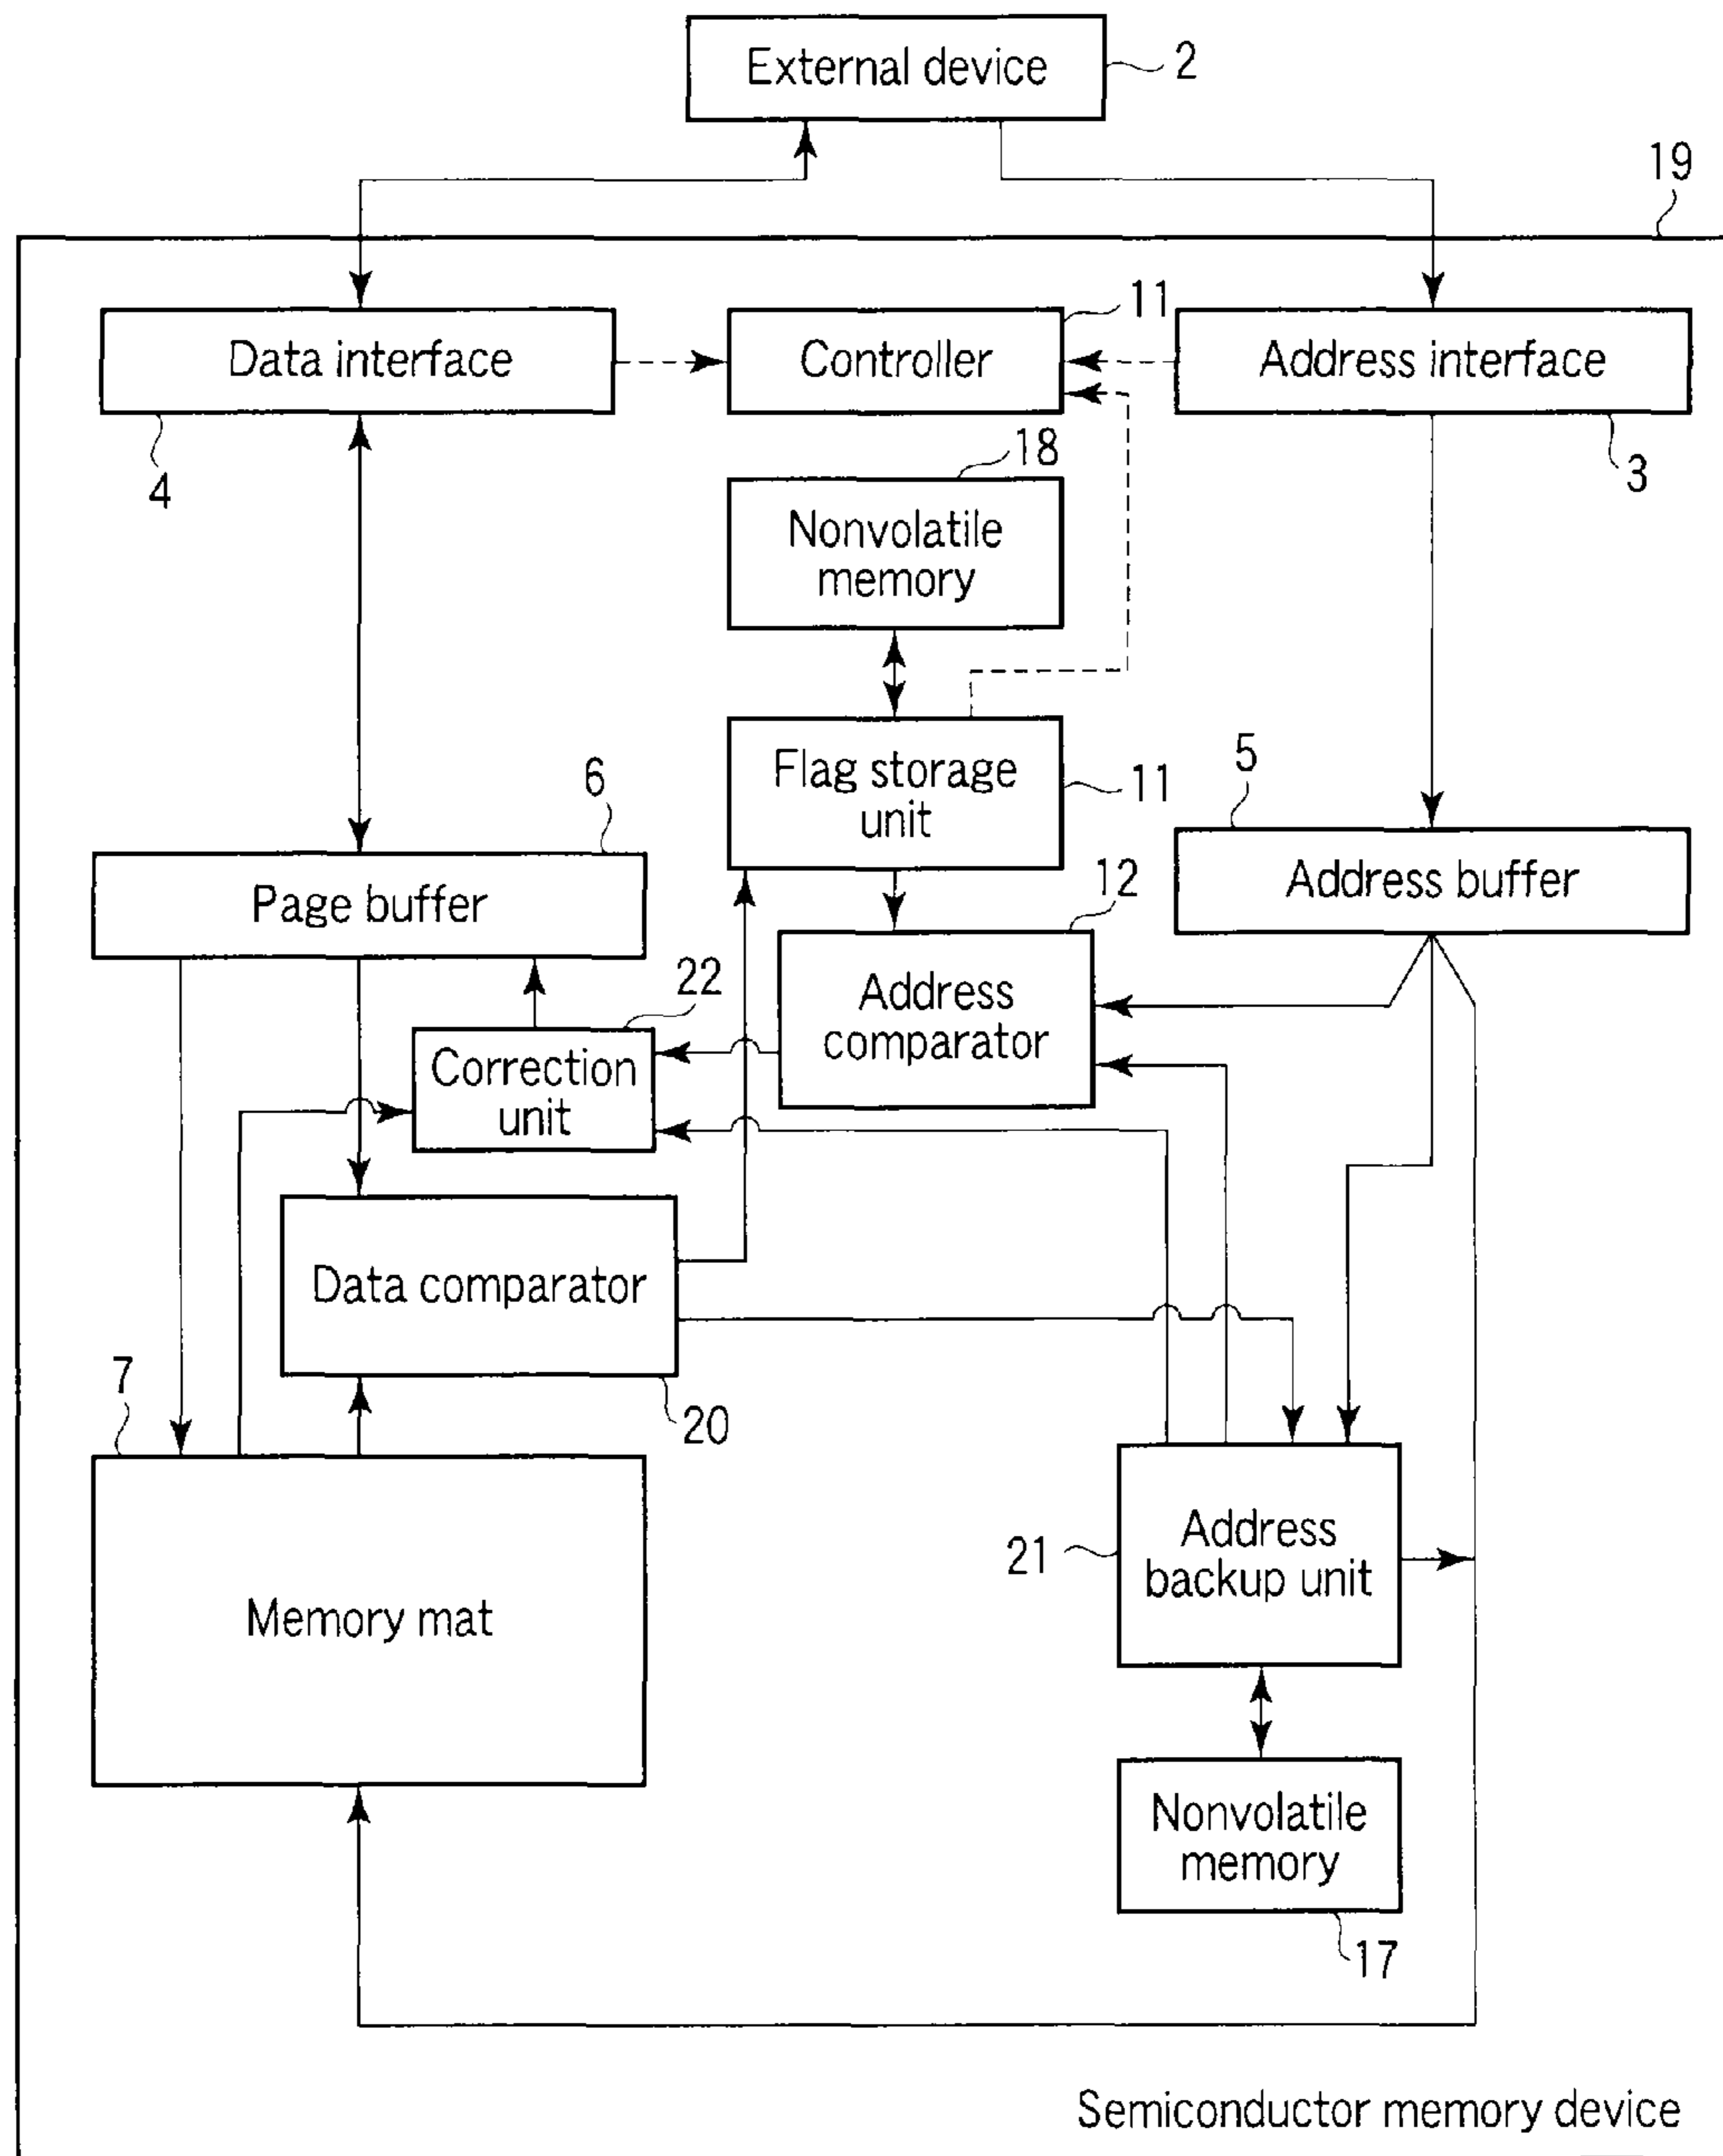 External device
2
19
11
Data interface
Controller
Address interface
4
18
3
Nonvolatile
memory
Flag storage
unit
11
6
5
Page buffer
12
Address buffer
22
Address
comparator
Correction
unit
Data comparator
7
20
Memory mat
21
Address
backup unit
Nonvolatile
memory
17
Semiconductor memory device